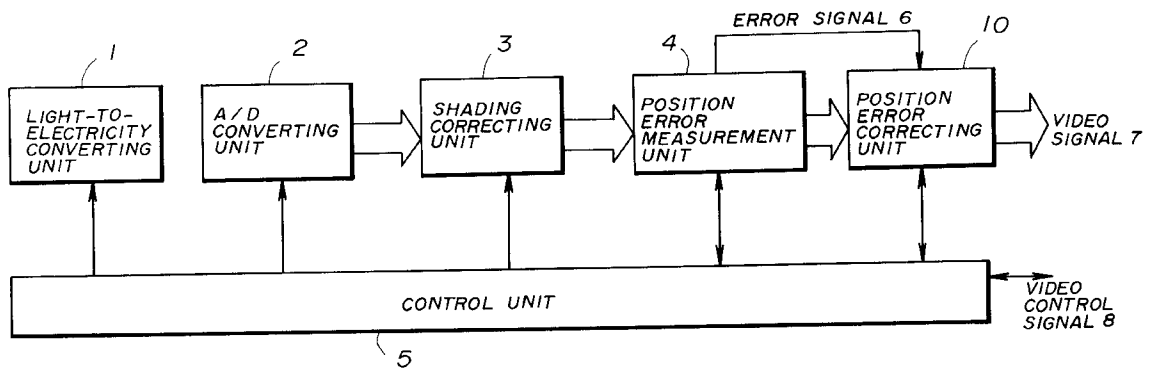 ERROR SIGNAL 6
1
2
3
4
10
LIGHT-TO-
ELECTRICITY
CONVERTING
UNIT
A/D
CONVERTING
UNIT
SHADING
CORRECTING
UNIT
POSITION
ERROR
MEASUREMENT
UNIT
POSITION
ERROR
CORRECTING
UNIT
VIDEO
SIGNAL 7
CONTROL UNIT
VIDEO
CONTROL
SIGNAL 8
5